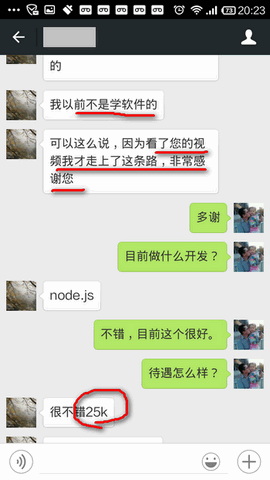 73
20:23
的
我以前不是学软件的
可以这么说，因为看了您的视
频我才走上了这条路，非常感
谢您
多谢
目前做什么开发？
node.js
不错，目前这个很好。
待遇怎么样？
很不错25k